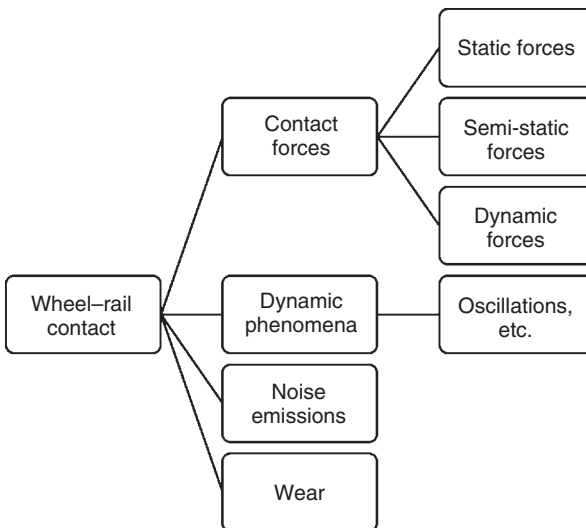 Static forces
Contact
forces
Semi-static
forces
Dynamic
forces
Wheel–rail
contact
Dynamic
phenomena
Oscillations,
etc.
Noise
emissions
Wear